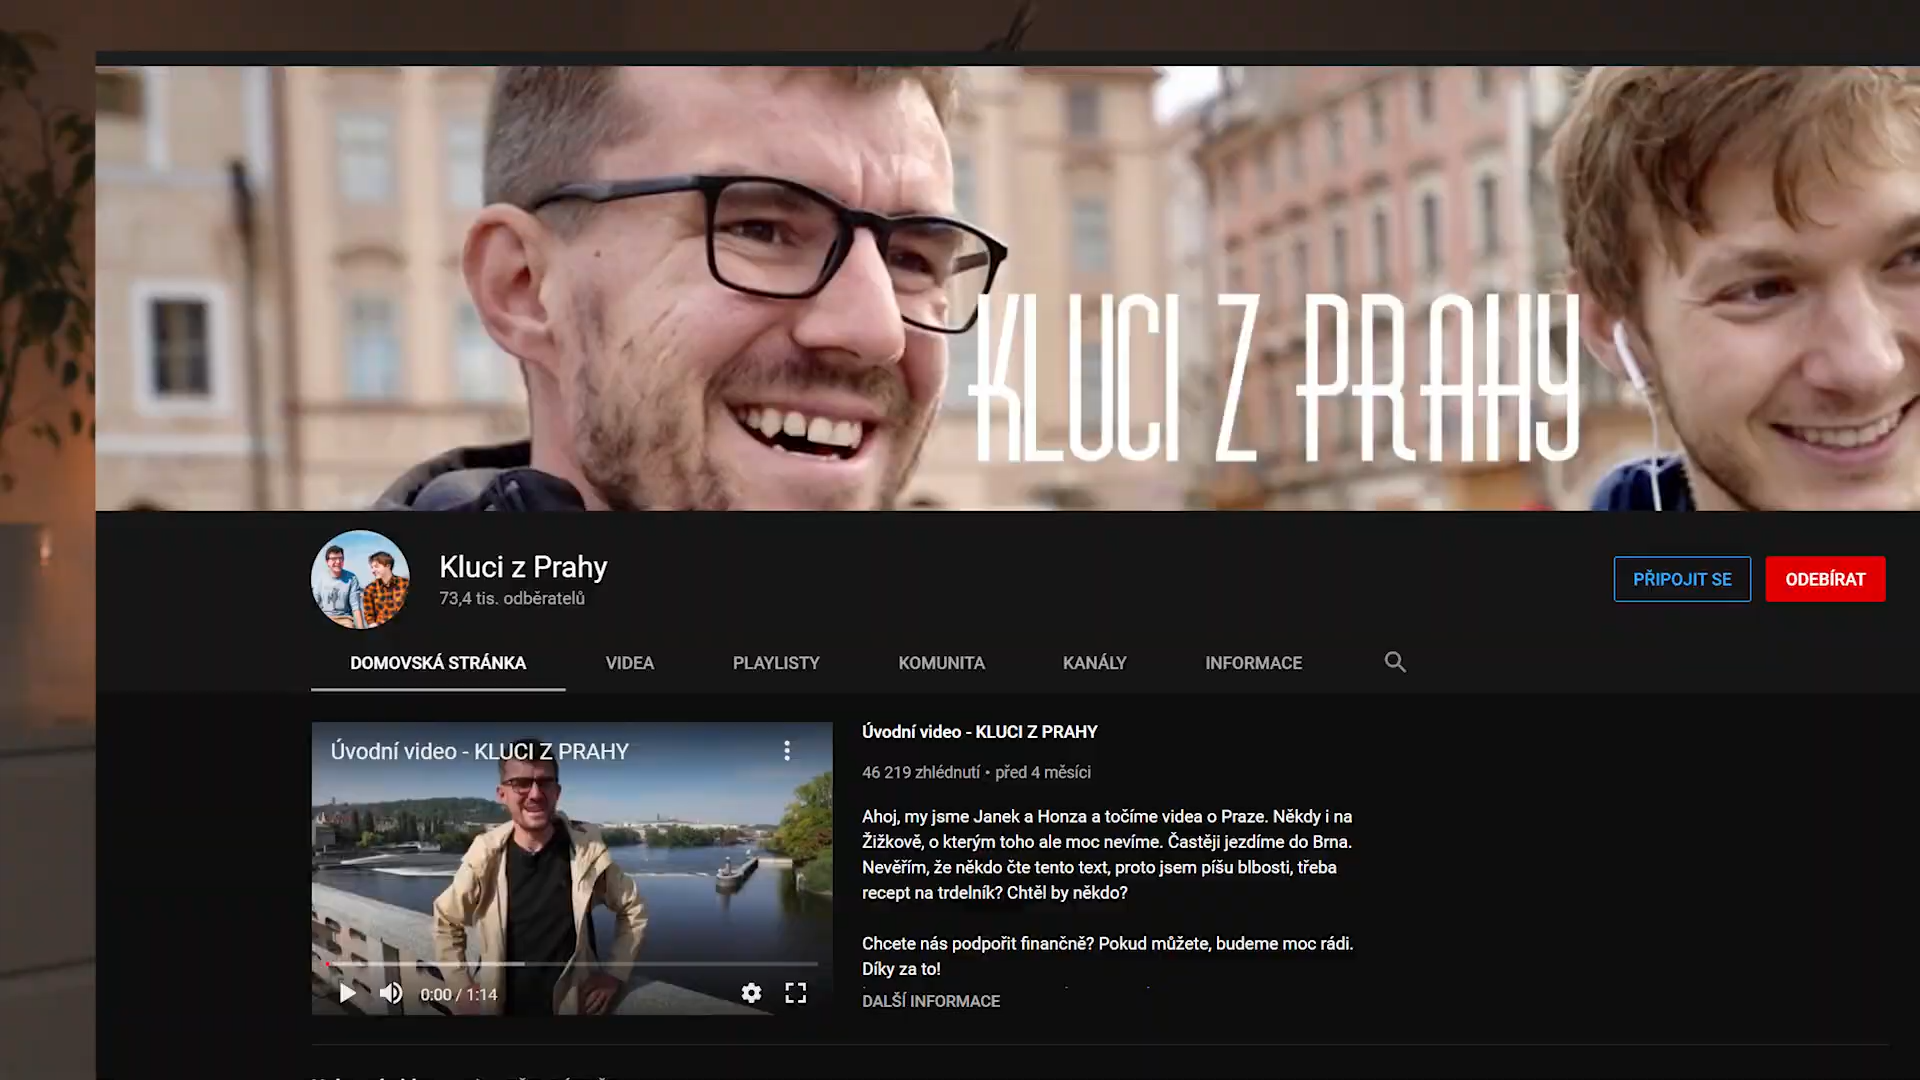 KLUCI Z PRAHY
Kluci z Prahy
73,4 tis. odběratelů
PŘIPOJIT SE
ODEBÍRAT
DOMOVSKÁ STRÁNKA
VIDEA
PLAYLISTY
KOMUNITA
KANÁLY
INFORMACE
Úvodní video - KLUCI Z PRAHY
0:00 / 1:14
Úvodní video - KLUCI Z PRAHY
46 219 zhlédnutí • před 4 měsíci
Ahoj, my jsme Janek a Honza a točíme videa o Praze. Někdy i na
Žižkově, o kterým toho ale moc nevíme. Častěji jezdíme do Brna.
Nevěřím, že někdo čte tento text, proto jsem píšu blbosti, třeba
recept na trdelník? Chtěl by někdo?
Chcete nás podpořit finančně? Pokud můžete, budeme moc rádi.
Díky za to!
DALŠÍ INFORMACE